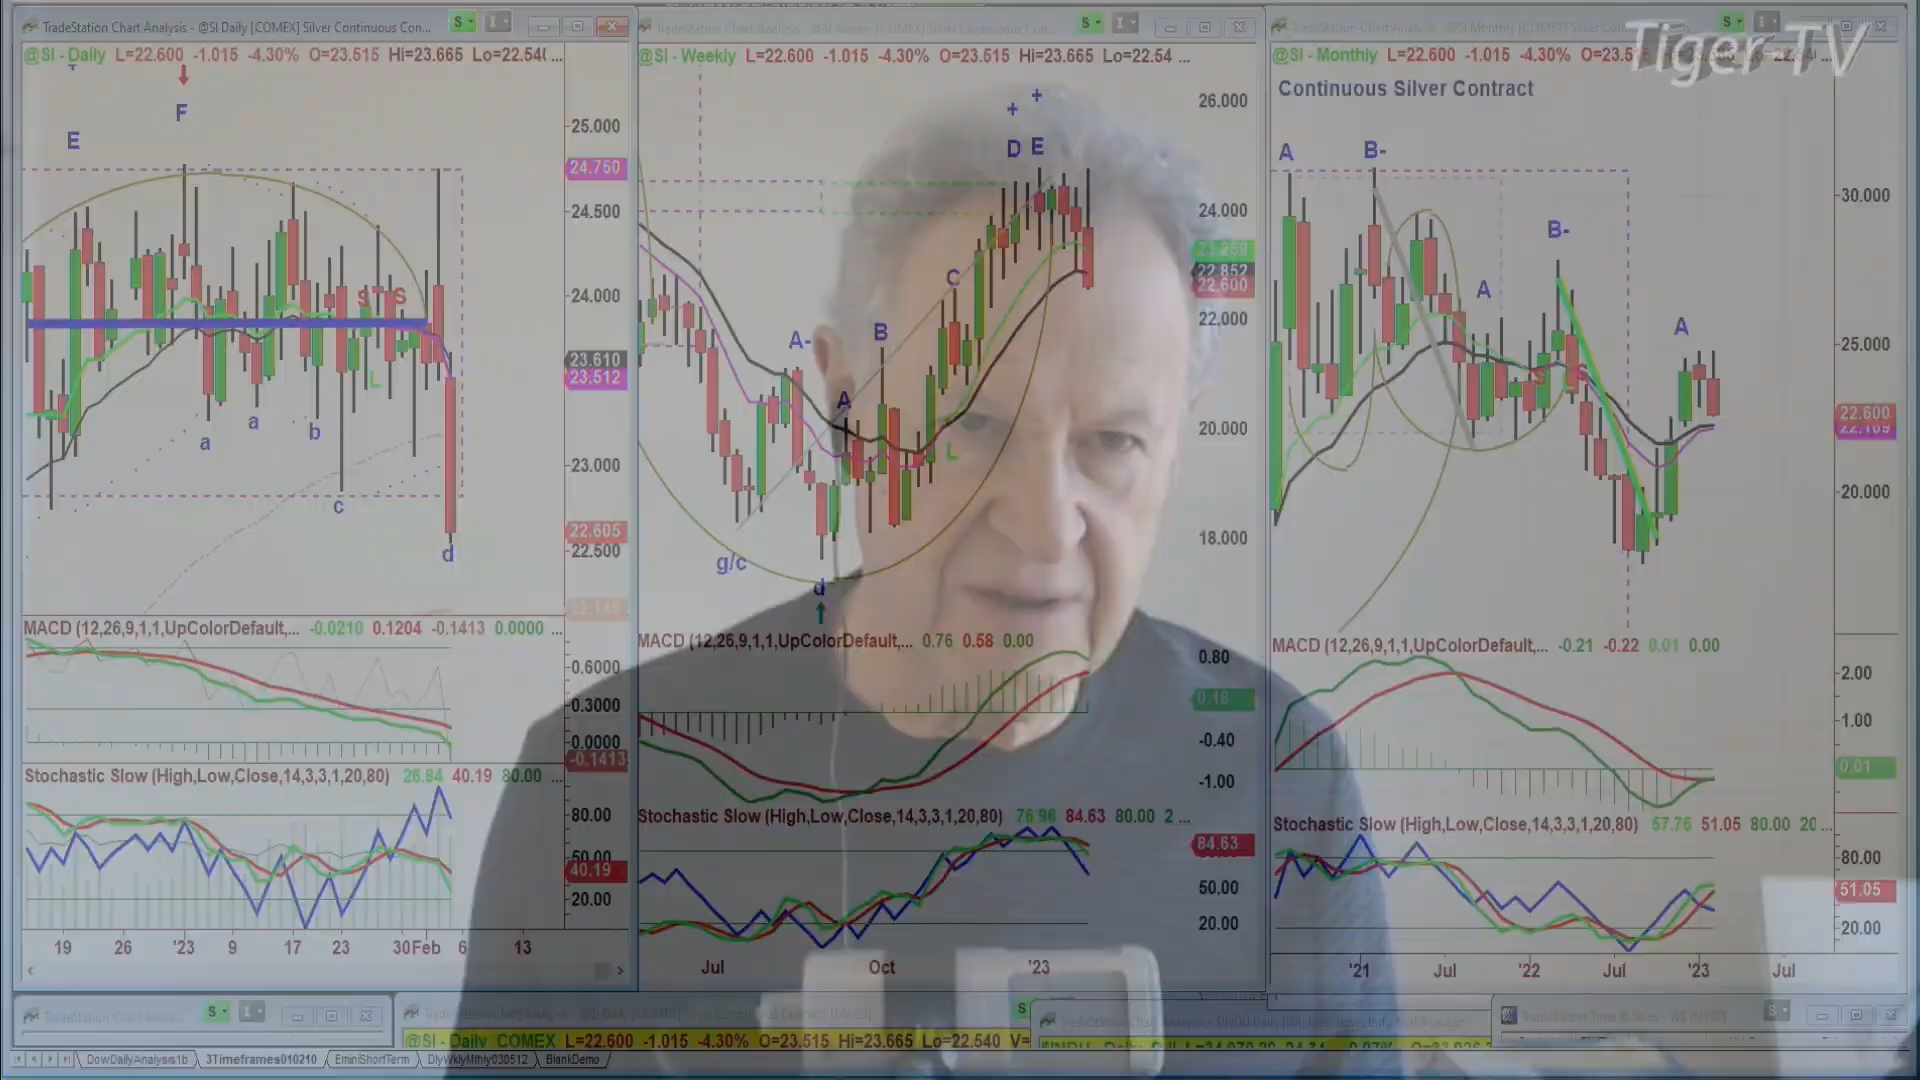 TradeStation Chart Analysis - @SI Daily [COMEX] Silver Continuous Con...
S
I
S
I
S
I
Tiger TV
@SI - Daily L=22.600 -1.015 -4.30% O=23.515 Hi=23.665 Lo=22.54( ...
@SI - Weekly L=22.600 -1.015 -4.30% O=23.515 Hi=23.665 Lo=22.54 ...
@SI - Monthly L=22.600 -1.015 -4.30%
Continuous Silver Contract
E
F
25.000
24.750
24.500
24.000
23.610
23.512
23.000
22.605
22.500
S
S
L
a
a
b
c
d
26.000
D E
24.000
22.852
22.600
22.000
20.000
18.000
A-
B
C
A
L
g/c
d
A
B-
30.000
B-
A
A
25.000
22.600
20.000
MACD (12,26,9,1,1,UpColorDefault,... -0.0210 0.1204 -0.1413 0.0000 ...
0.6000
0.3000
0.0000
-0.1413
MACD (12,26,9,1,1,UpColorDefault,... 0.76 0.58 0.00
0.80
0.18
-0.40
-1.00
MACD (12,26,9,1,1,UpColorDefault,... -0.21 -0.22 0.01 0.00
2.00
1.00
0.01
Stochastic Slow (High,Low,Close,14,3,3,1,20,80) 26.84 40.19 80.00 ...
80.00
50.00
40.19
20.00
Stochastic Slow (High,Low,Close,14,3,3,1,20,80) 76.96 84.63 80.00 2 ...
84.63
50.00
20.00
Stochastic Slow (High,Low,Close,14,3,3,1,20,80) 57.76 51.05 80.00 20 ...
80.00
51.05
20.00
19 26 '23 9 17 23 30Feb 6 13
Jul Oct '23
'21 Jul '22 Jul '23 Jul
@SI - Daily COMEX L=22.600 -1.015 -4.30% O=23.515 Hi=23.665 Lo=22.540 V=
DowDailyAnalysis1b 3Timeframes010210 EminiShortTerm DlyWklyMthly030512 BlankDemo